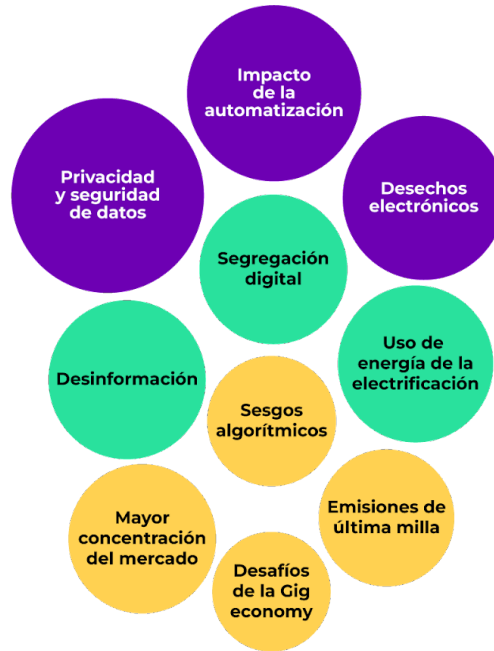 Impacto
de la
automatización
Privacidad
y seguridad
de datos
Desechos
electrónicos
Segregación
digital
Desinformación
Uso de
energía de la
electrificación
Sesgos
algorítmicos
Mayor
concentración
del mercado
Emisiones de
última milla
Desafíos
de la Gig
economy